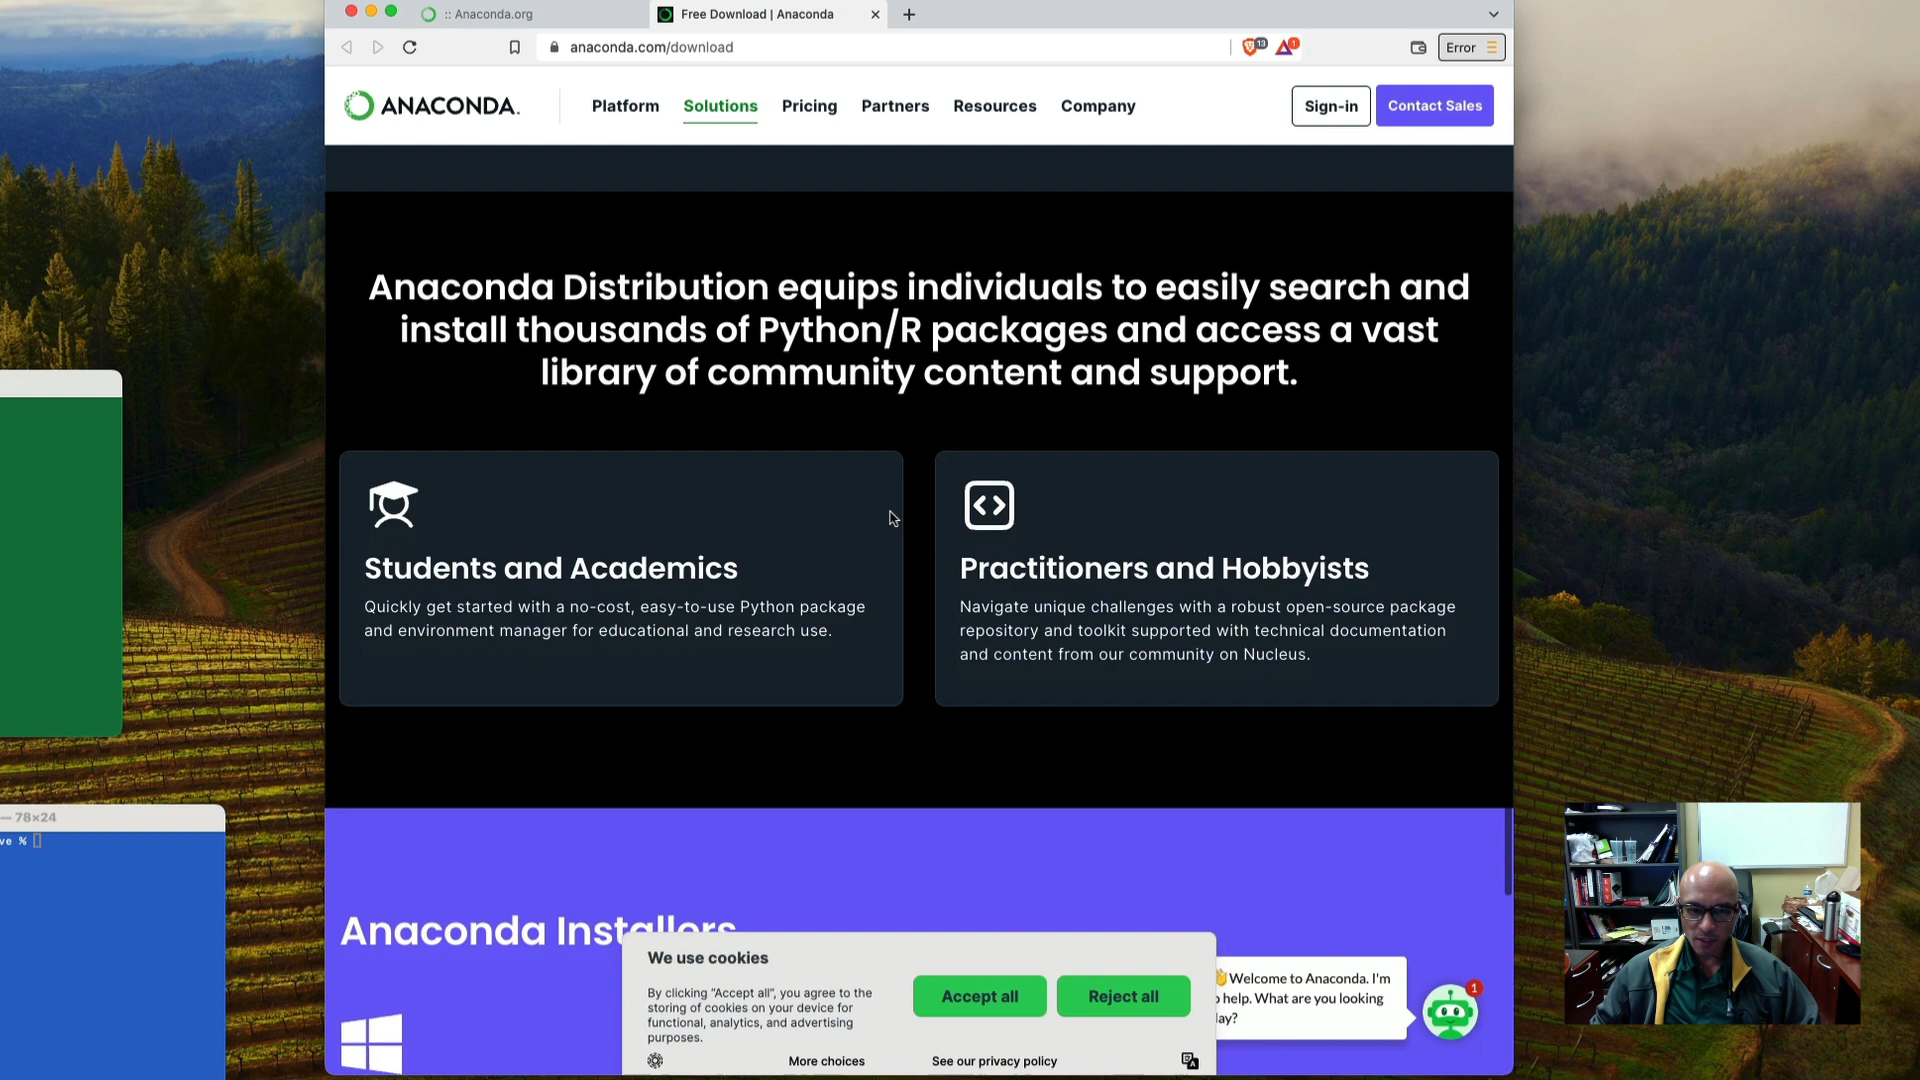 :: Anaconda.org
Free Download | Anaconda
anaconda.com/download
13
1
Error
ANACONDA.
Platform
Solutions
Pricing
Partners
Resources
Company
Sign-in
Contact Sales
Anaconda Distribution equips individuals to easily search and
install thousands of Python/R packages and access a vast
library of community content and support.
Students and Academics
Quickly get started with a no-cost, easy-to-use Python package
and environment manager for educational and research use.
Practitioners and Hobbyists
Navigate unique challenges with a robust open-source package
repository and toolkit supported with technical documentation
and content from our community on Nucleus.
— 78×24
ve %
Anaconda Installers
We use cookies
By clicking “Accept all”, you agree to the
storing of cookies on your device for
functional, analytics, and advertising
purposes.
Accept all
Reject all
More choices
See our privacy policy
Welcome to Anaconda. I'm
help. What are you looking
ay?
1